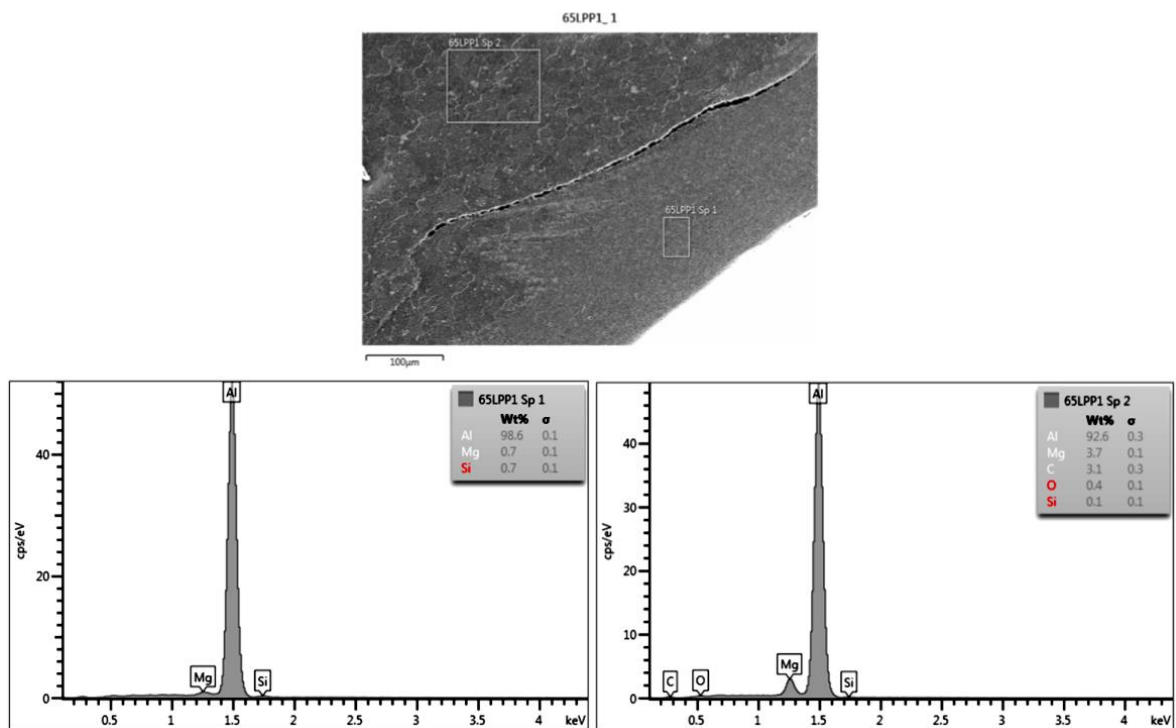 65LPP1_ 1
65LPP1 Sp 2
65LPP1 Sp 1
100µm
cps/eV
40
20
0
Al
Mg
Si
65LPP1 Sp 1
Wt% σ
Al 98.6 0.1
Mg 0.7 0.1
Si 0.7 0.1
0.5 1 1.5 2 2.5 3 3.5 4 keV
cps/eV
40
30
20
10
0
Al
C
O
Mg
Si
65LPP1 Sp 2
Wt% σ
Al 92.6 0.3
Mg 3.7 0.1
C 3.1 0.3
O 0.4 0.1
Si 0.1 0.1
0.5 1 1.5 2 2.5 3 3.5 4 keV